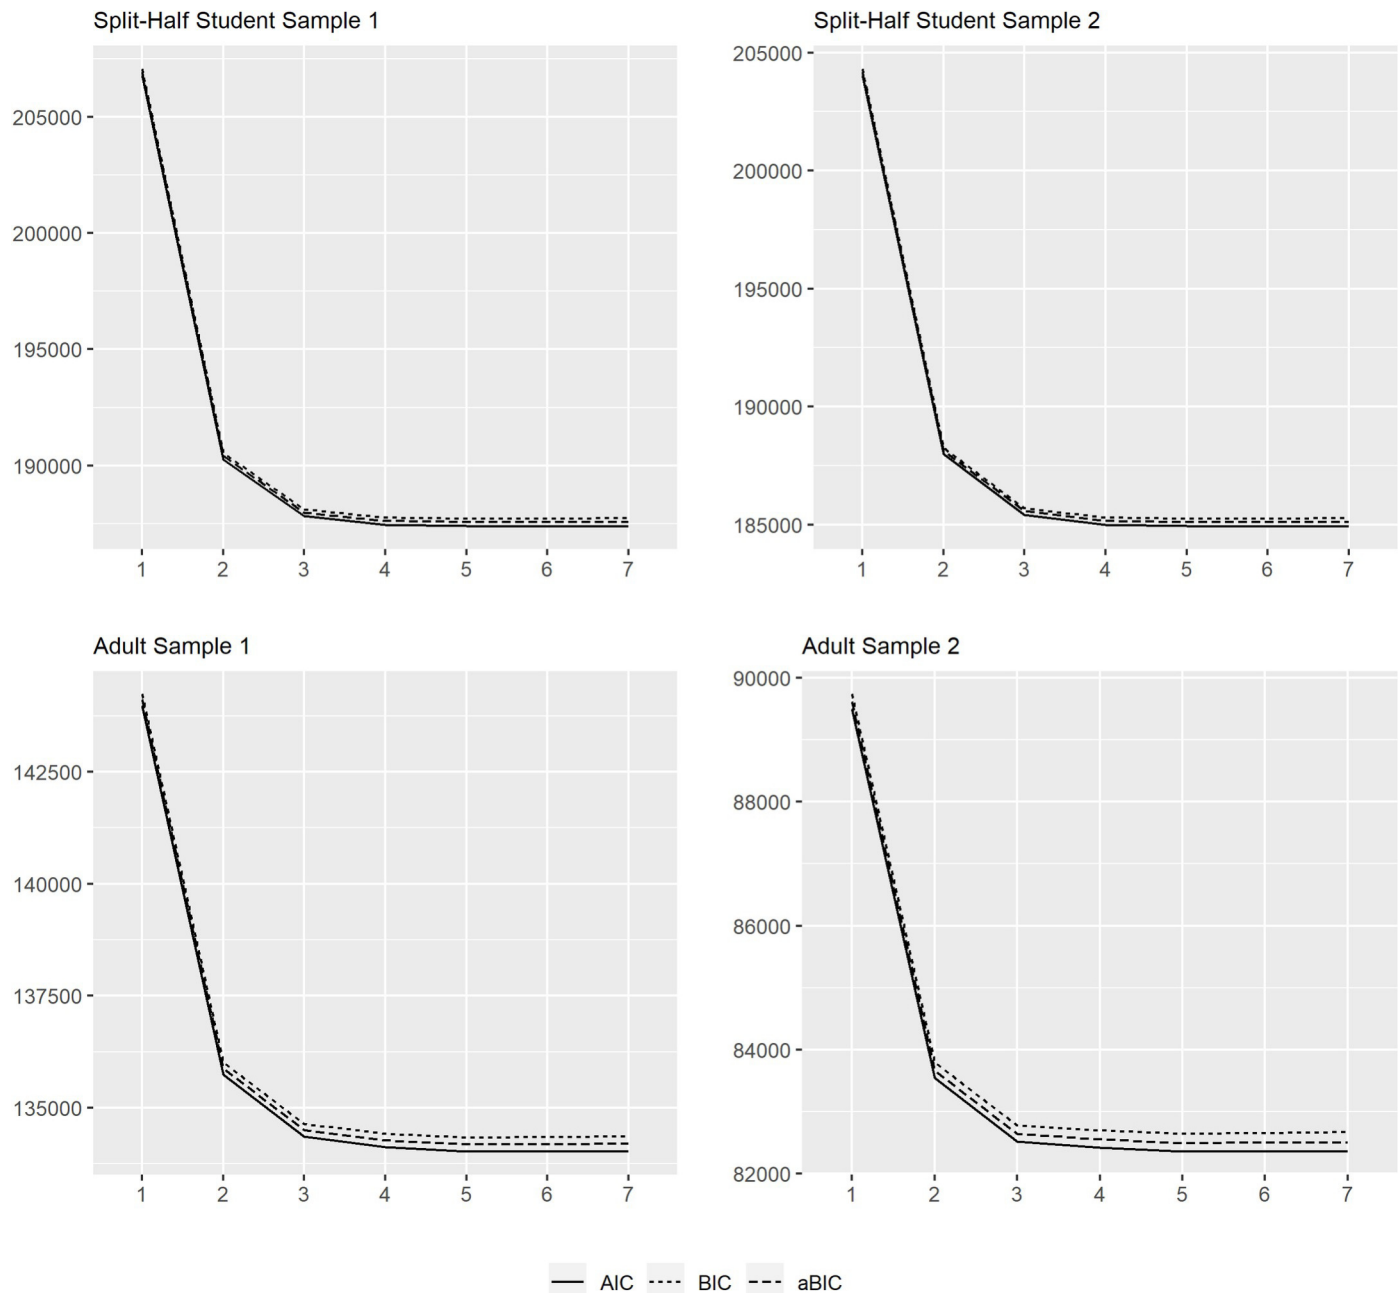 Split-Half Student Sample 1
205000
200000
195000
190000
1 2 3 4 5 6 7
Split-Half Student Sample 2
205000
200000
195000
190000
185000
1 2 3 4 5 6 7
Adult Sample 1
142500
140000
137500
135000
1 2 3 4 5 6 7
Adult Sample 2
90000
88000
86000
84000
82000
1 2 3 4 5 6 7
AIC BIC aBIC